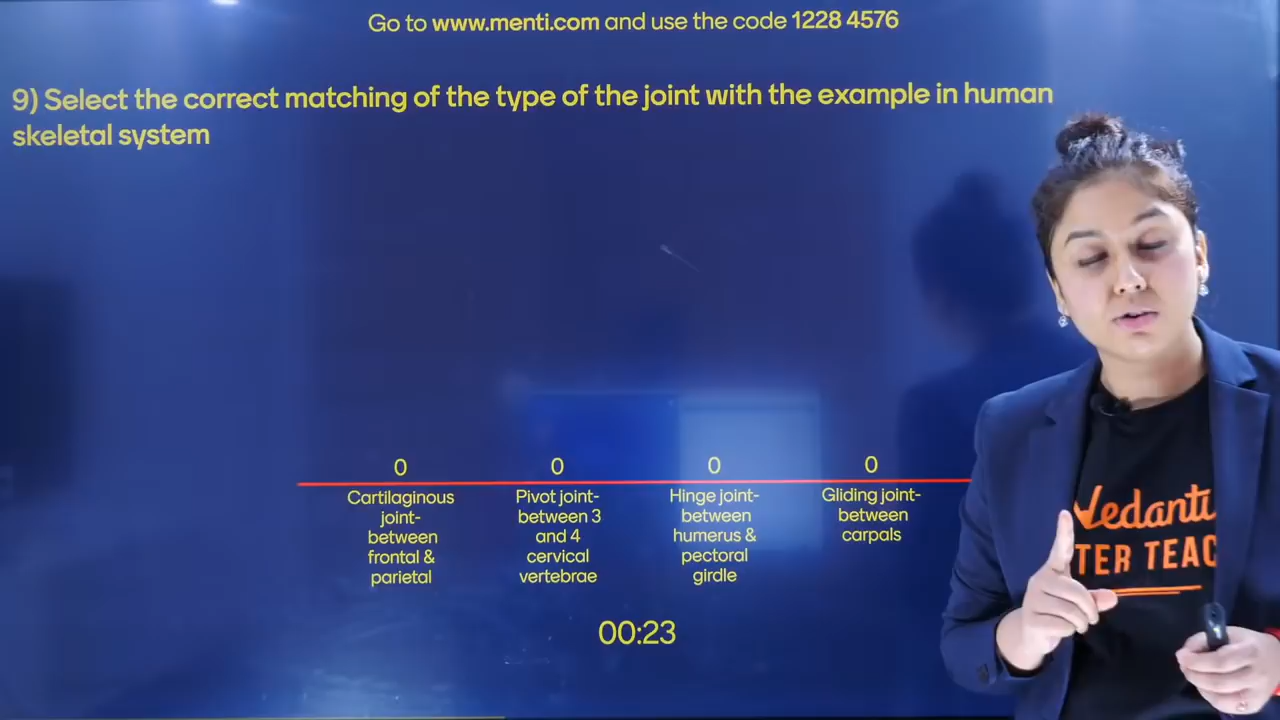 Go to www.menti.com and use the code 1228 4576
9) Select the correct matching of the type of the joint with the example in human
skeletal system
0
0
0
0
Cartilaginous
joint-
between
frontal &
parietal
Pivot joint-
between 3
and 4
cervical
vertebrae
Hinge joint-
between
humerus &
pectoral
girdle
Gliding joint-
between
carpals
00:23
Vedantu
TER TEAC